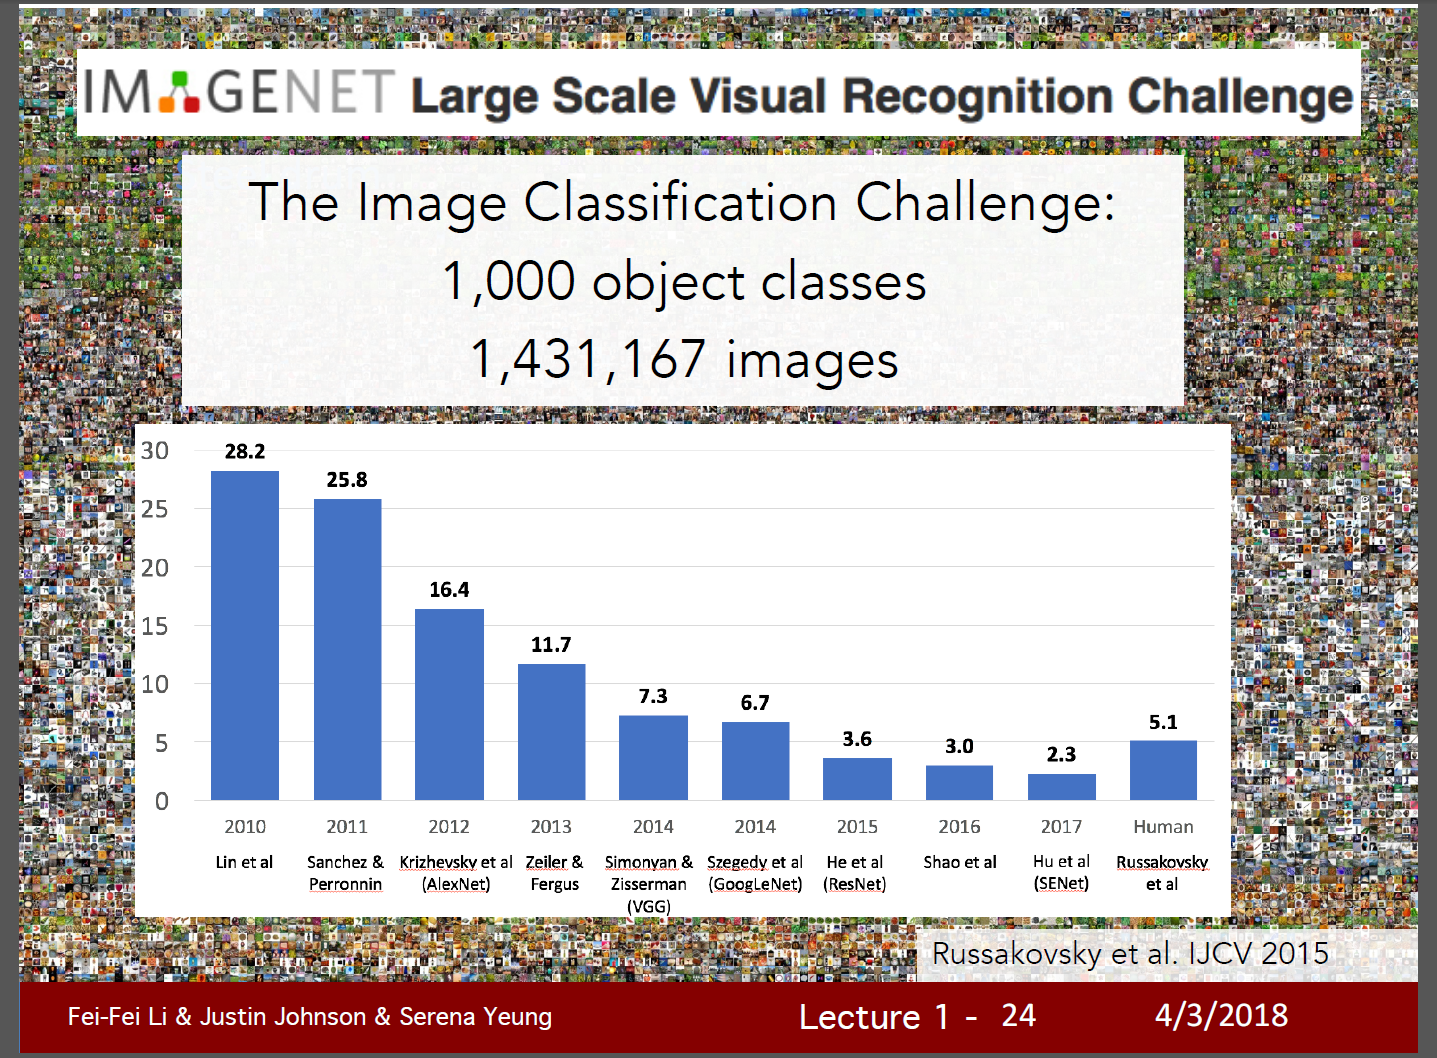 IMAGENET Large Scale Visual Recognition Challenge
The Image Classification Challenge:
1,000 object classes
1,431,167 images
30
25
20
15
10
5
0
28.2
25.8
16.4
11.7
7.3
6.7
3.6
3.0
2.3
5.1
2010 2011 2012 2013 2014 2014 2015 2016 2017 Human
Lin et al
Sanchez &
Perronnin
Krizhevsky et al
(AlexNet)
Zeiler &
Fergus
Simonyan &
Zisserman
(VGG)
Szegedy et al
(GoogLeNet)
He et al
(ResNet)
Shao et al
Hu et al
(SENet)
Russakovsky
et al
Russakovsky et al. IJCV 2015
Fei-Fei Li & Justin Johnson & Serena Yeung Lecture 1 - 24 4/3/2018